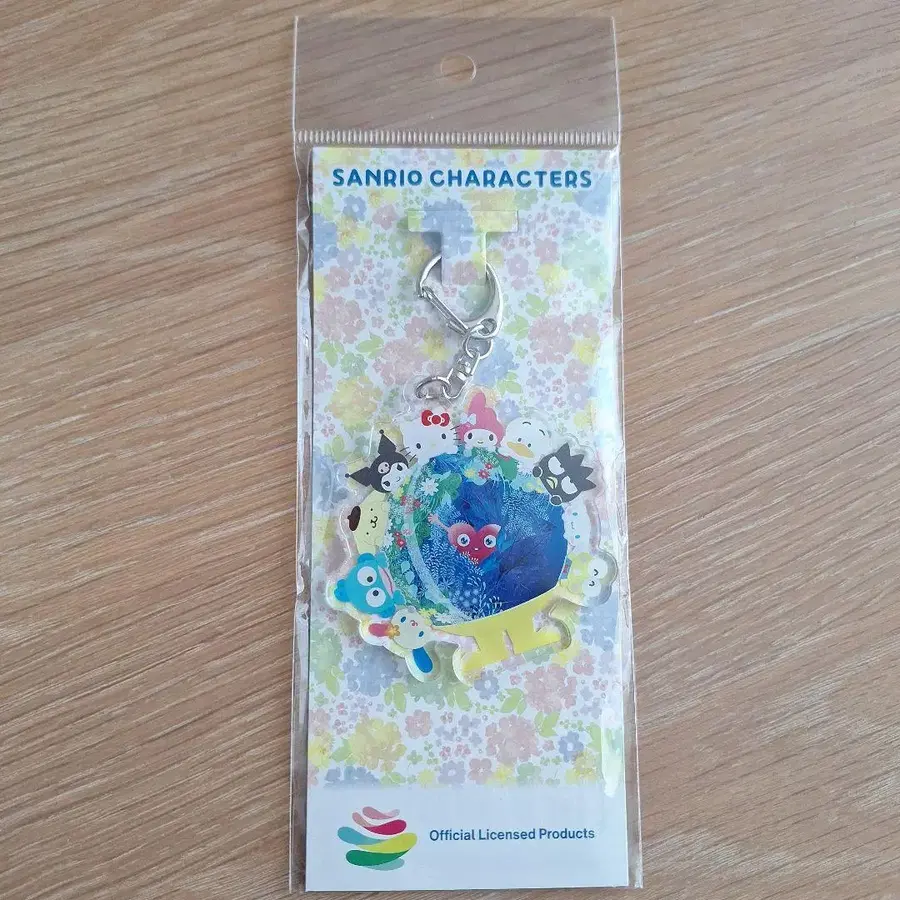 SANRIO CHARACTERS
Official Licensed Products